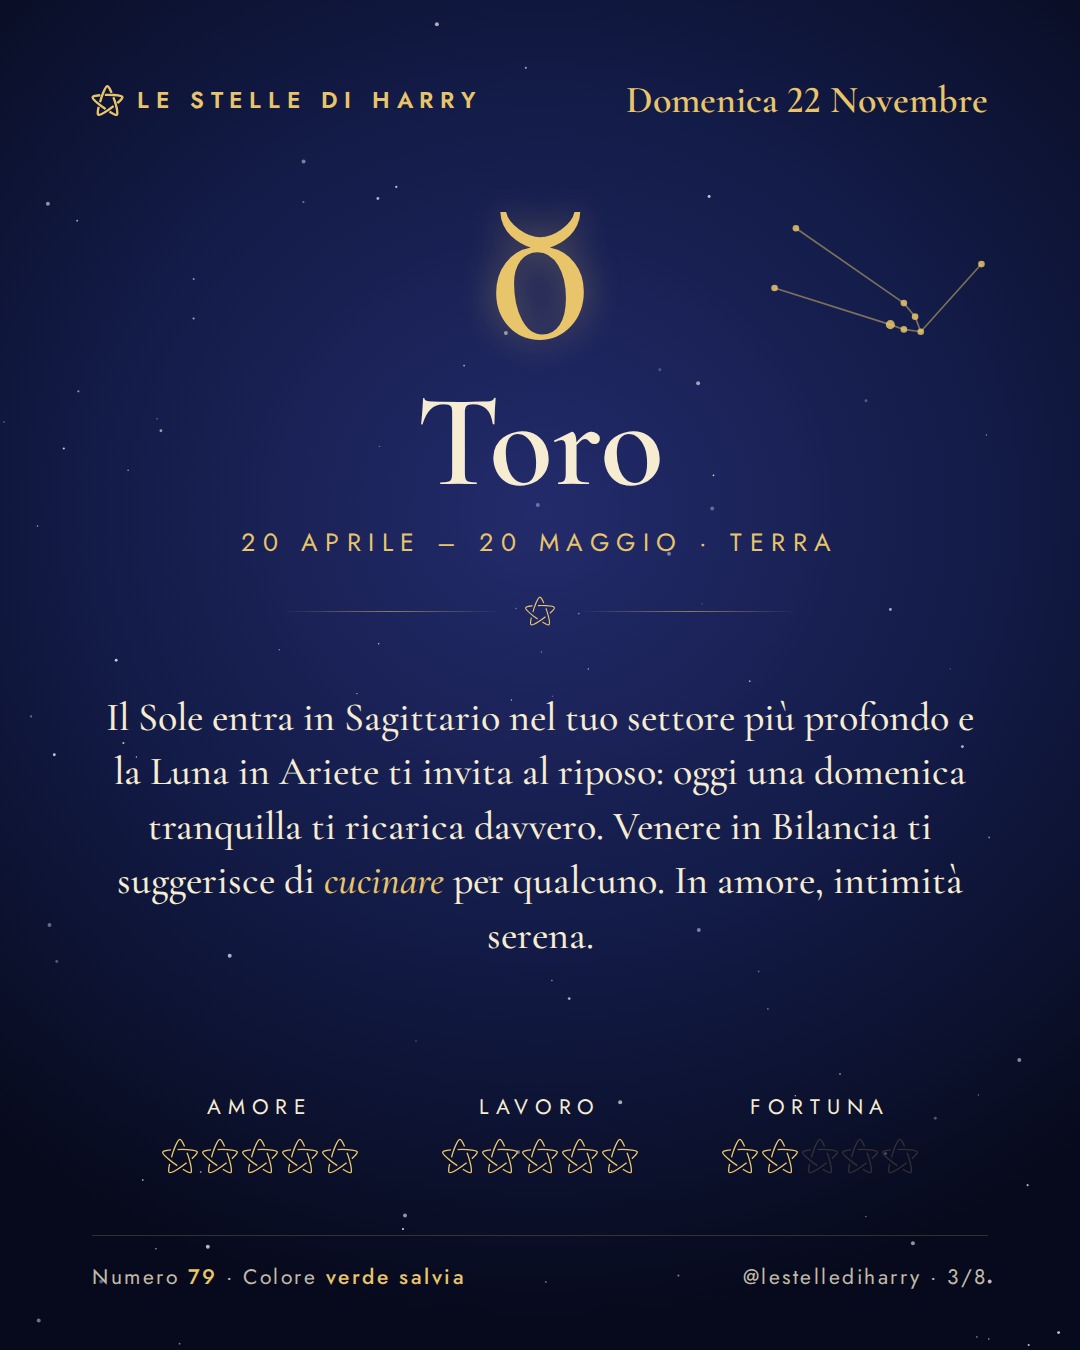 LE STELLE DI HARRY
Domenica 22 Novembre
♉
Toro
20 APRILE – 20 MAGGIO · TERRA
Il Sole entra in Sagittario nel tuo settore più profondo e
la Luna in Ariete ti invita al riposo: oggi una domenica
tranquilla ti ricarica davvero. Venere in Bilancia ti
suggerisce di cucinare per qualcuno. In amore, intimità
serena.
AMORE
LAVORO
FORTUNA
Numero 79 · Colore verde salvia
@lestellediharry · 3/8